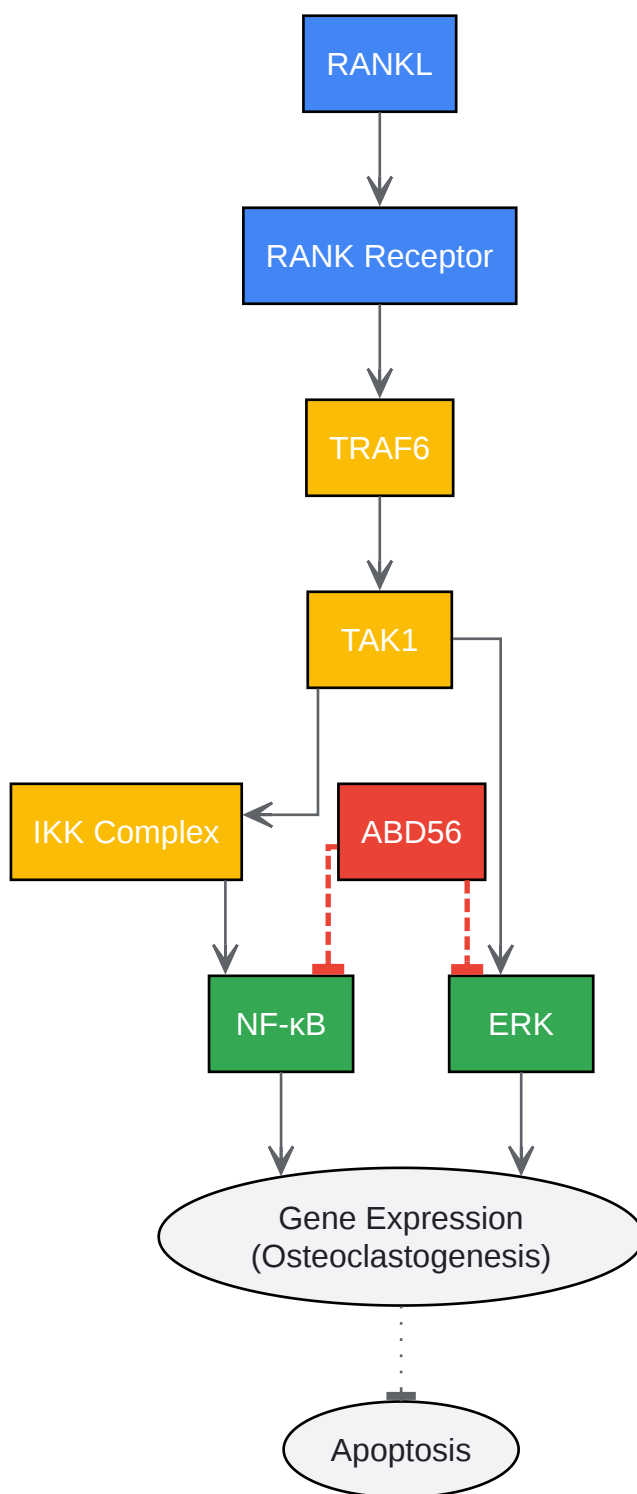 RANKL
RANK Receptor
TRAF6
TAK1
IKK Complex
ABD56
NF-κB
ERK
Gene Expression
(Osteoclastogenesis)
Apoptosis